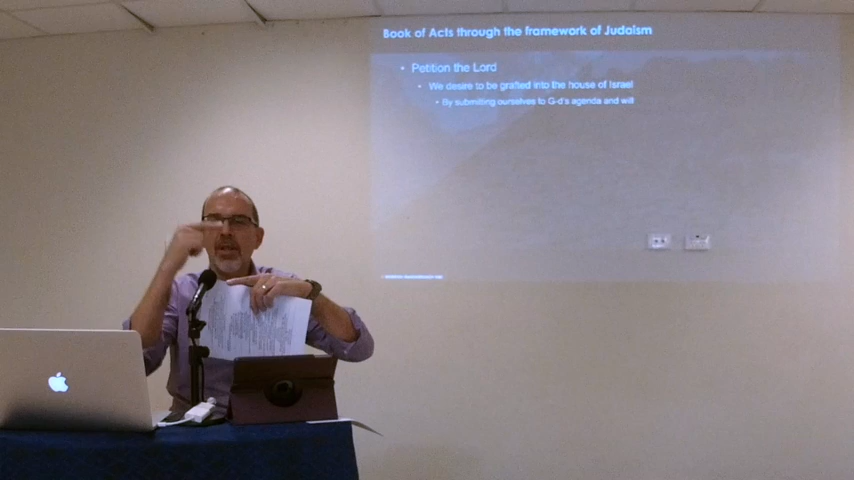 Book of Acts through the framework of Judaism
• Petition the Lord
• We desire to be grafted into the house of Israel
• By submitting ourselves to G-d's agenda and will